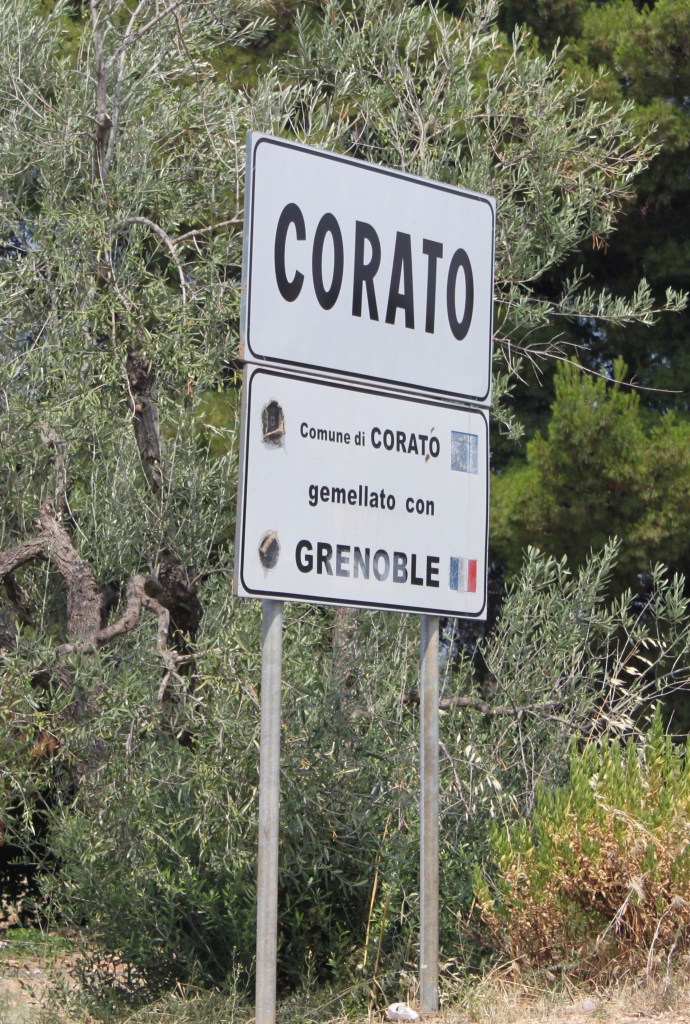 CORATO
Comune di CORATO
gemellato con
GRENOBLE